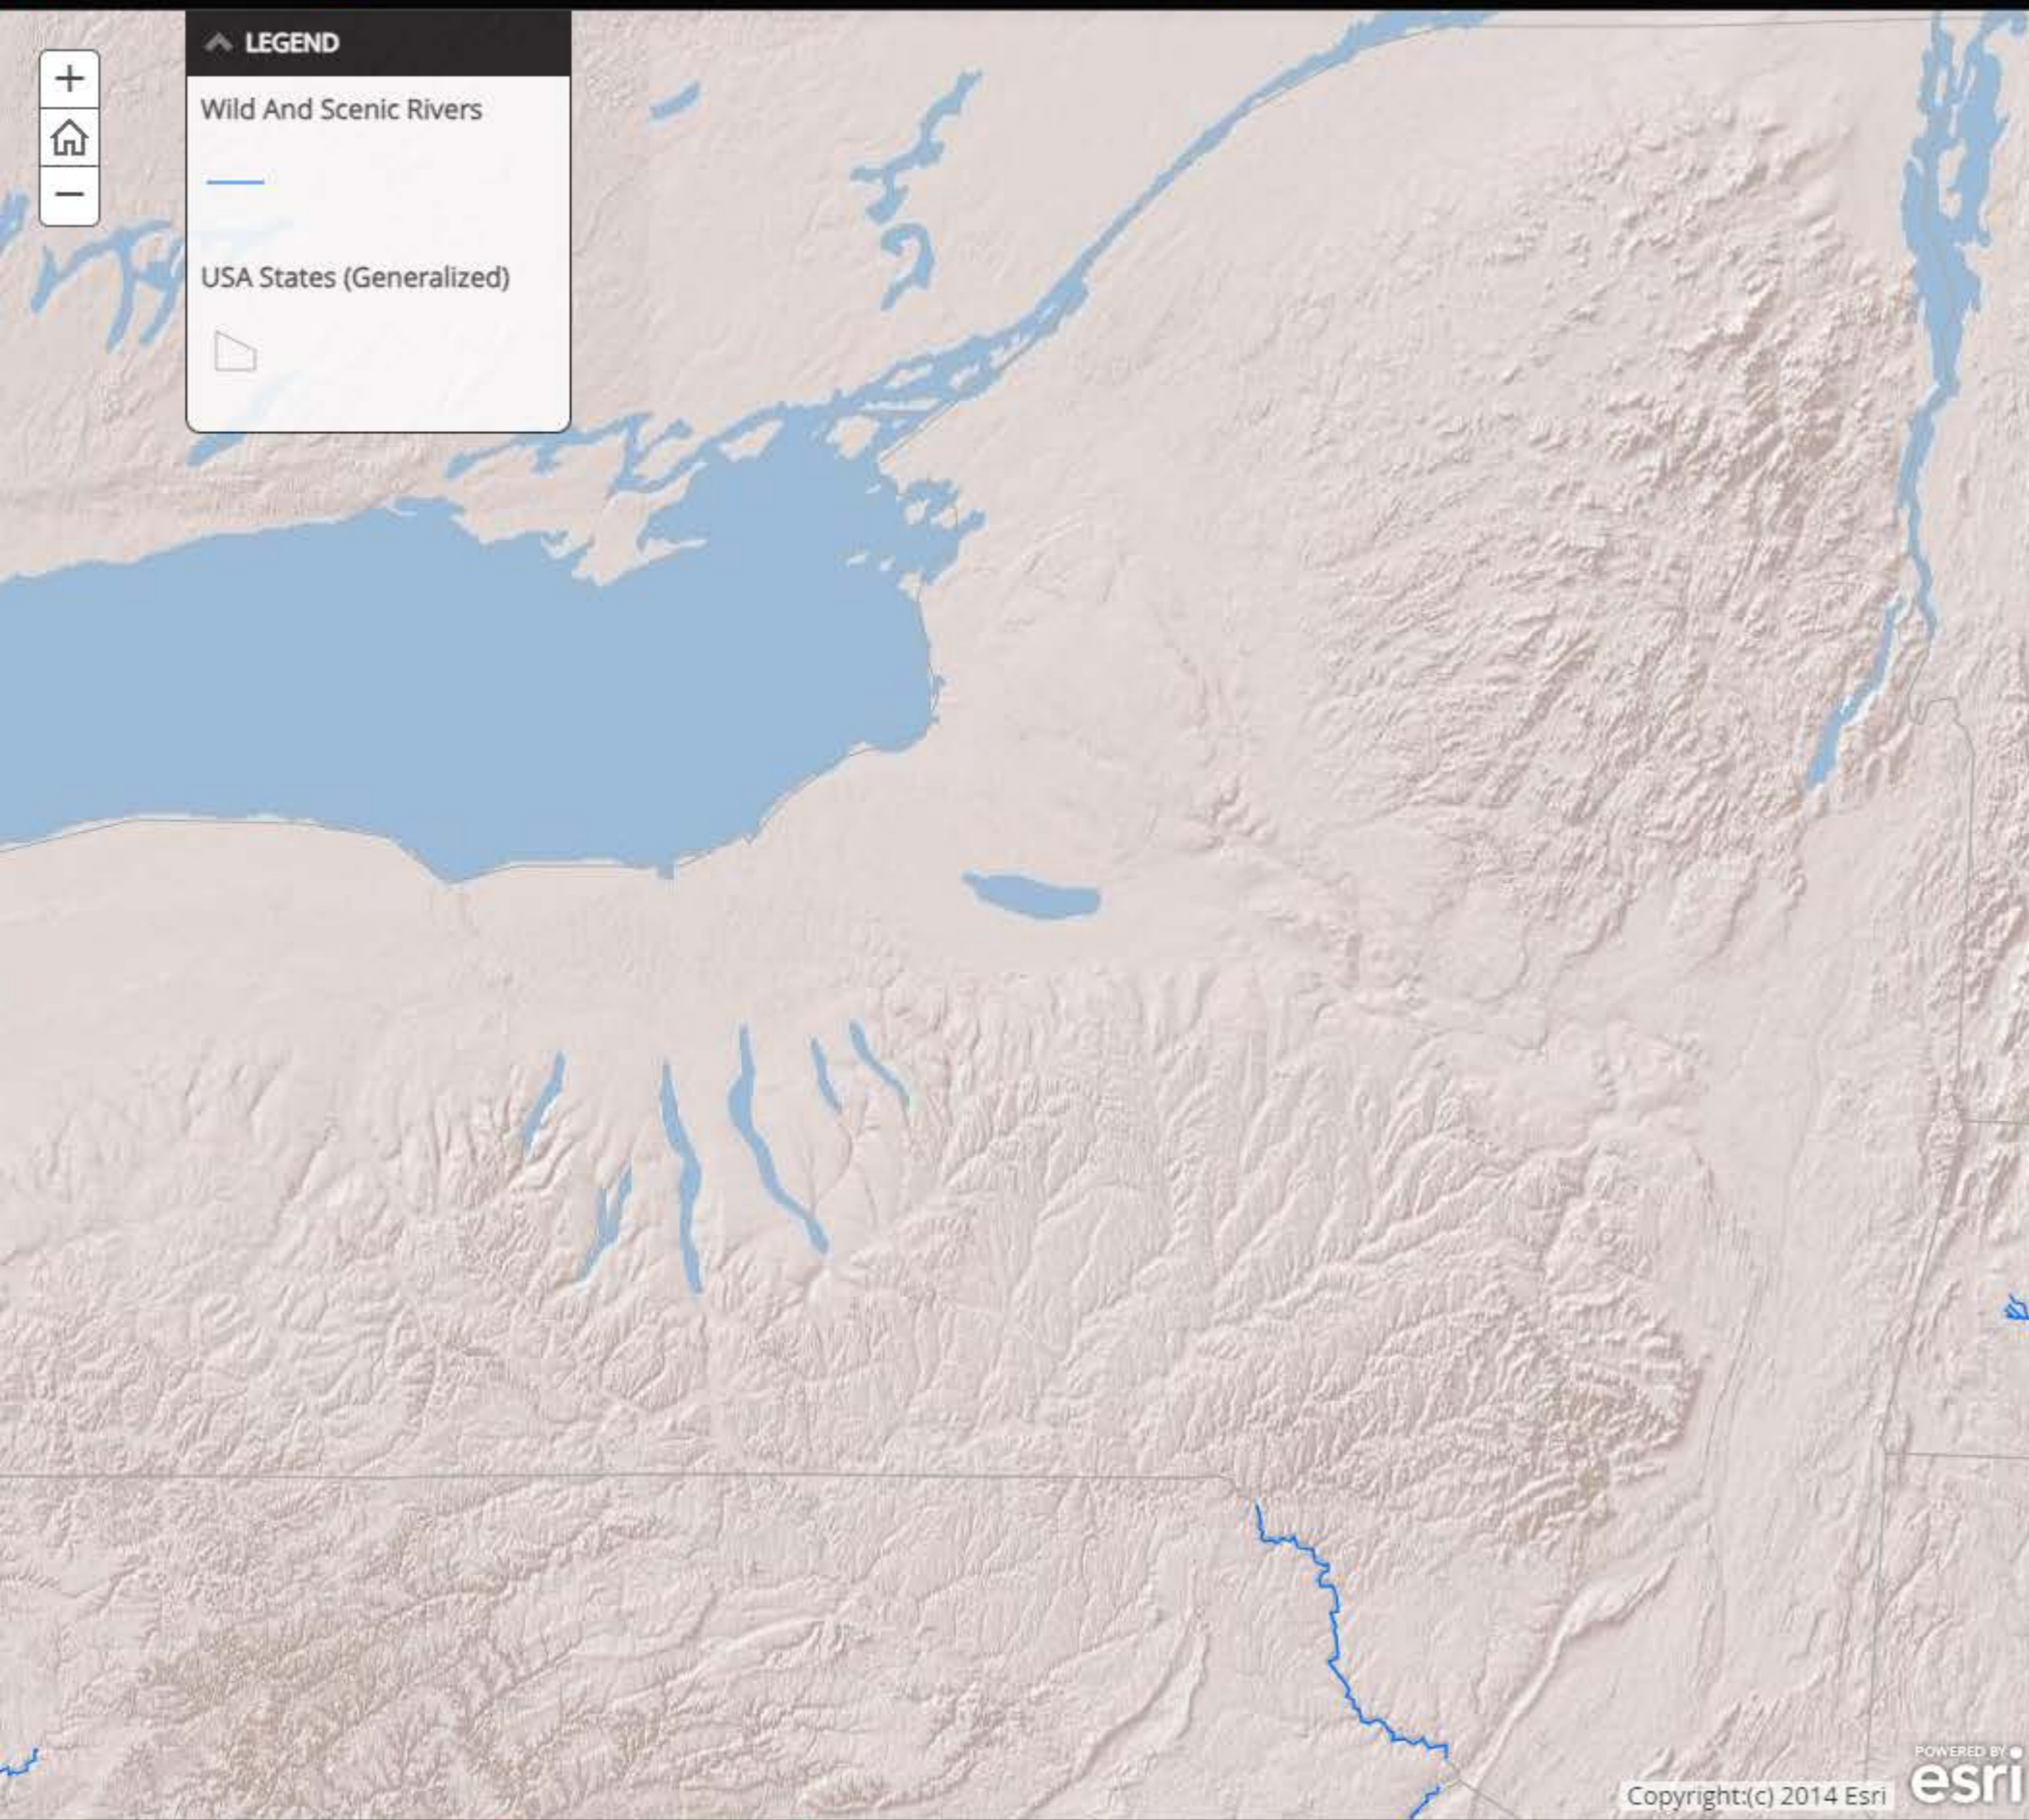 LEGEND
Wild And Scenic Rivers
USA States (Generalized)
POWERED BY
esri
Copyright:(c) 2014 Esri